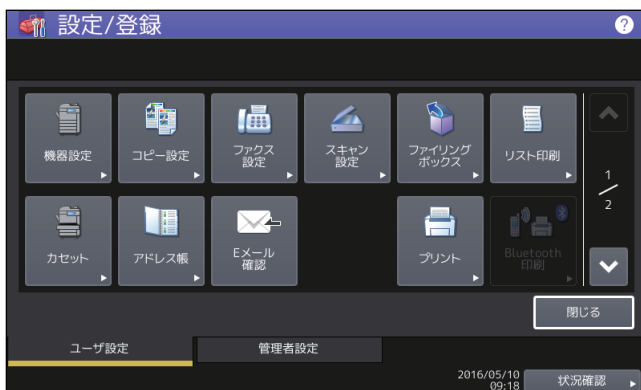 設定/登録
?
機器設定
コピー設定
ファクス
設定
スキャン
設定
ファイリング
ボックス
リスト印刷
1
2
カセット
アドレス帳
Eメール
確認
プリント
Bluetooth
印刷
閉じる
ユーザ設定
管理者設定
2016/05/10
09:18
状況確認